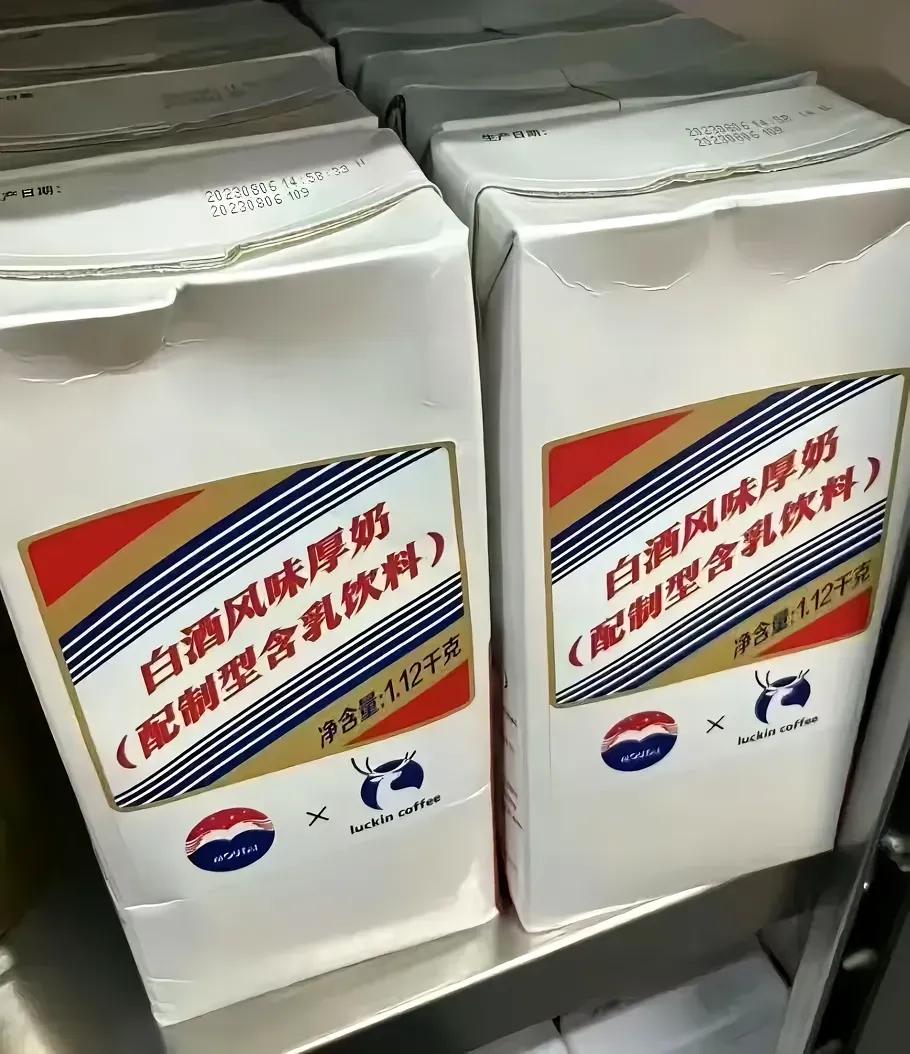 产日期:
20230806 14:58:33
20230806 109
白酒风味厚奶
(配制型含乳饮料)
净含量:1.12千克
MOUTAI
×
luckin coffee
生产日期:
20230806 14:58
20230806 109
白酒风味厚奶
(配制型含乳饮料)
净含量:1.12千克
MOUTAI
×
luckin coffee